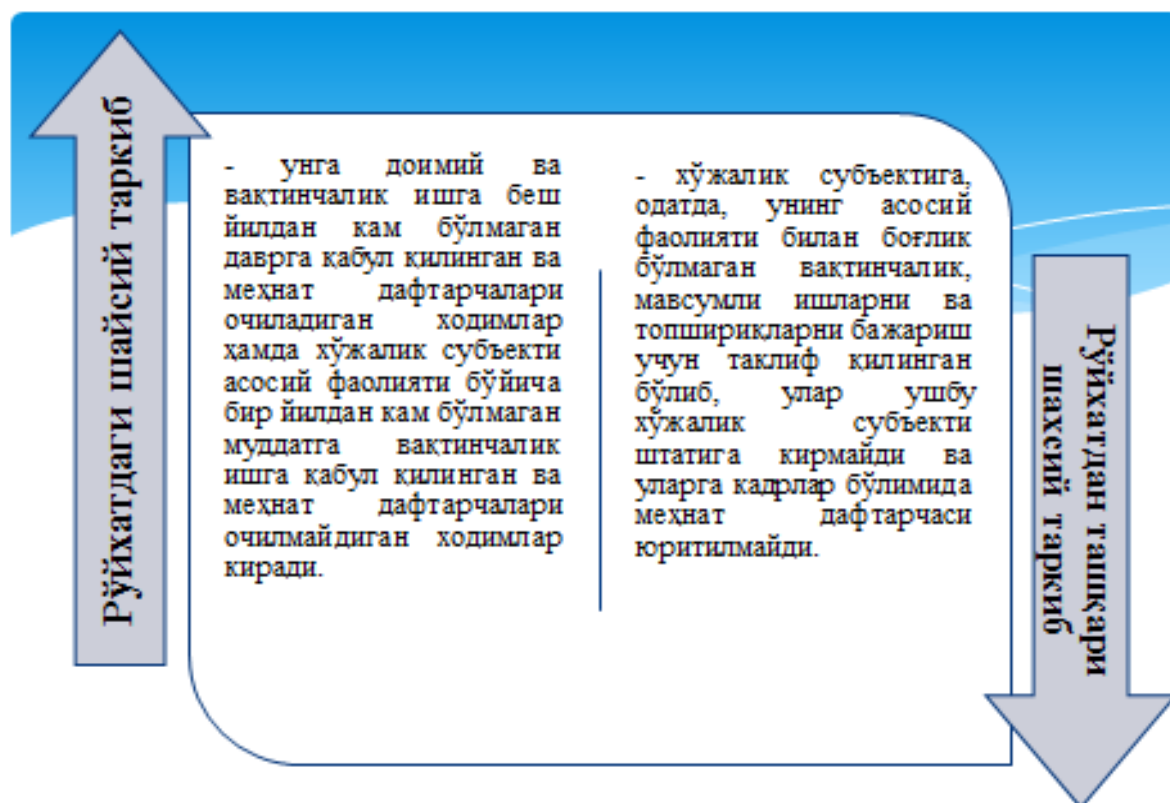 Рўйхатдаги шайсий таркиб
- унга доимий ва
вақтинчалик ишга беш
йилдан кам бўлмаган
даврга қабул қилинган ва
меҳнат дафтарчалари
очиладиган ходимлар
ҳамда хўжалик субъекти
асосий фаолияти бўйича
бир йилдан кам бўлмаган
муддатга вақтинчалик
ишга қабул қилинган ва
меҳнат дафтарчалари
очилмайдиган ходимлар
киради.
- хўжалик субъектига,
одатда, унинг асосий
фаолияти билан боғлик
бўлмаган вақтинчалик,
мавсумли ишларни ва
топшириқларни бажариш
учун таклиф қилинган
бўлиб, улар ушбу
хўжалик субъекти
штатига кирмайди ва
уларга кадрлар бўлимида
меҳнат дафтарчаси
юритилмайди.
Рўйхатдан ташқари
шахсий таркиб